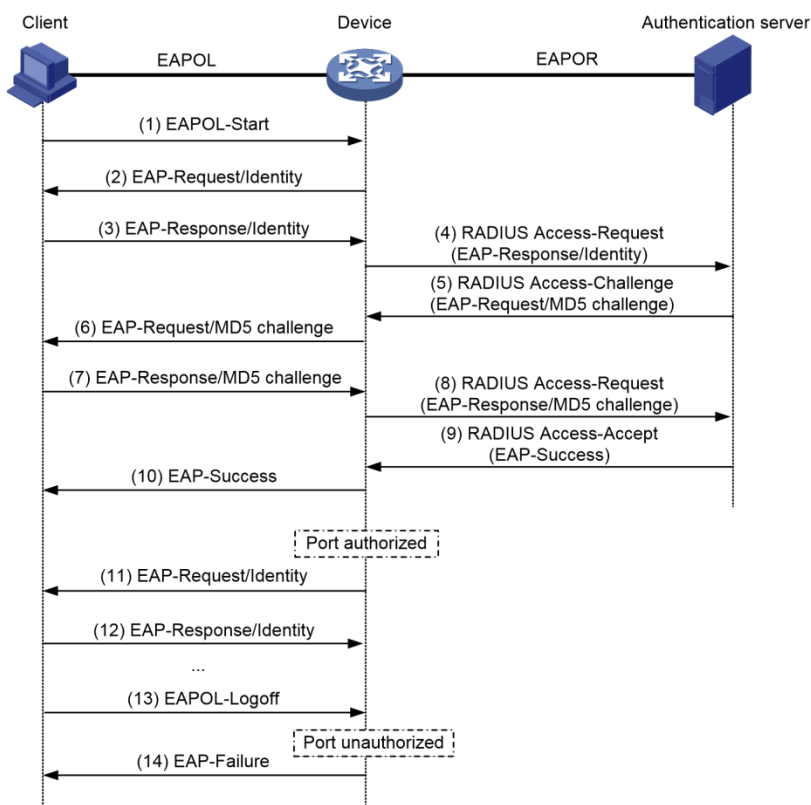 Client
Device
Authentication server
EAPOL
EAPOR
(1) EAPOL-Start
(2) EAP-Request/Identity
(3) EAP-Response/Identity
(4) RADIUS Access-Request
(EAP-Response/Identity)
(5) RADIUS Access-Challenge
(EAP-Request/MD5 challenge)
(6) EAP-Request/MD5 challenge
(7) EAP-Response/MD5 challenge
(8) RADIUS Access-Request
(EAP-Response/MD5 challenge)
(9) RADIUS Access-Accept
(EAP-Success)
(10) EAP-Success
Port authorized
(11) EAP-Request/Identity
(12) EAP-Response/Identity
...
(13) EAPOL-Logoff
Port unauthorized
(14) EAP-Failure